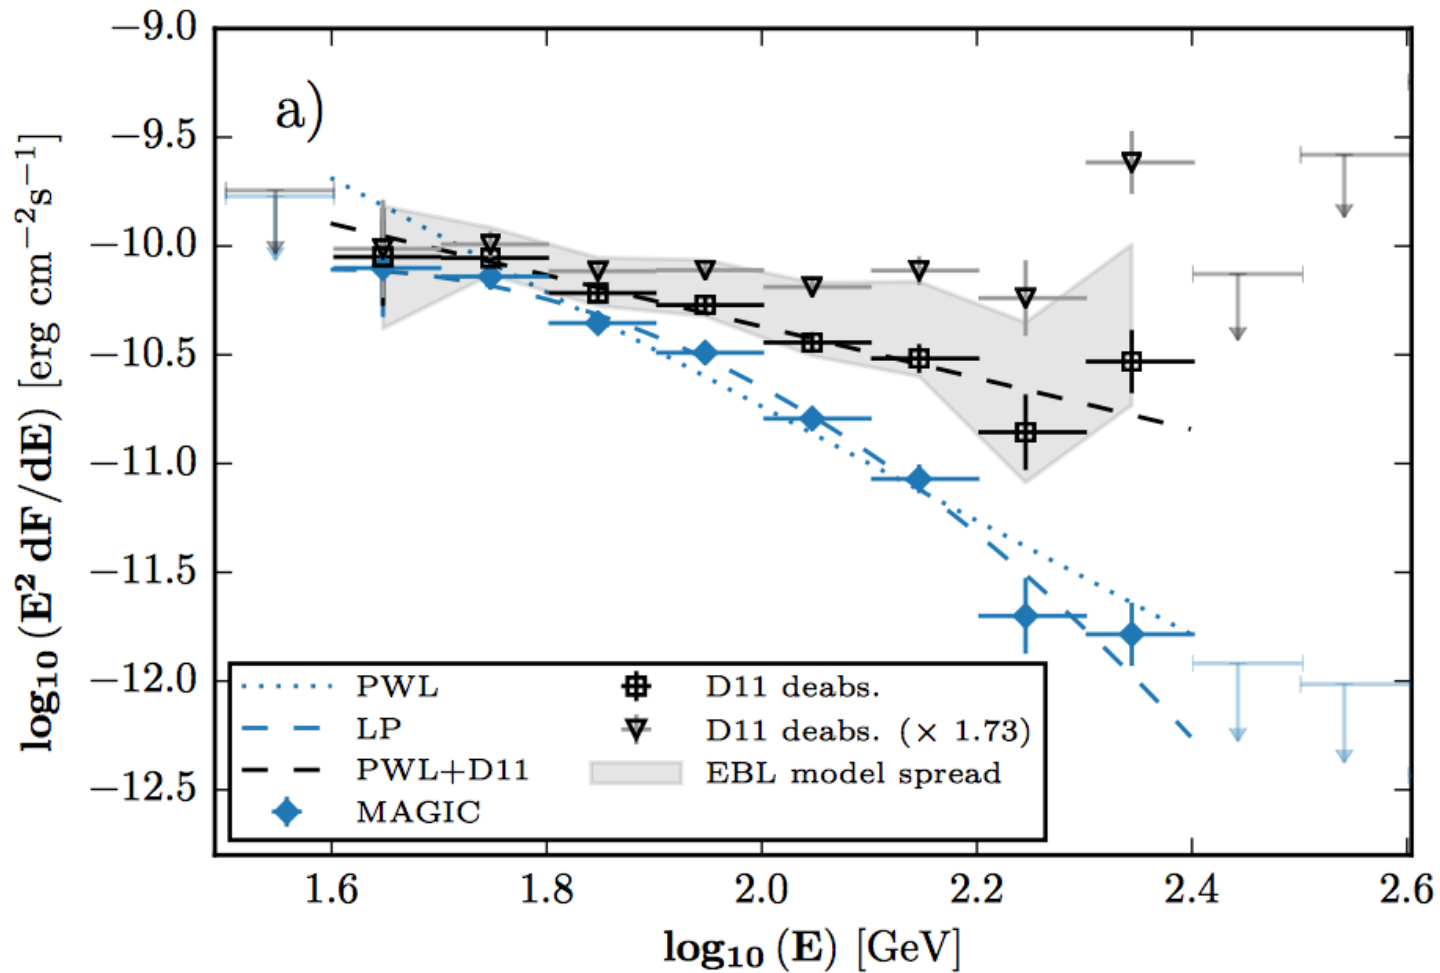 a)
log₁₀(E² dF/dE) [erg cm⁻²s⁻¹]
−9.0
−9.5
−10.0
−10.5
−11.0
−11.5
−12.0
−12.5
PWL
LP
PWL+D11
MAGIC
D11 deabs.
D11 deabs. (× 1.73)
EBL model spread
1.6 1.8 2.0 2.2 2.4 2.6
log₁₀(E) [GeV]